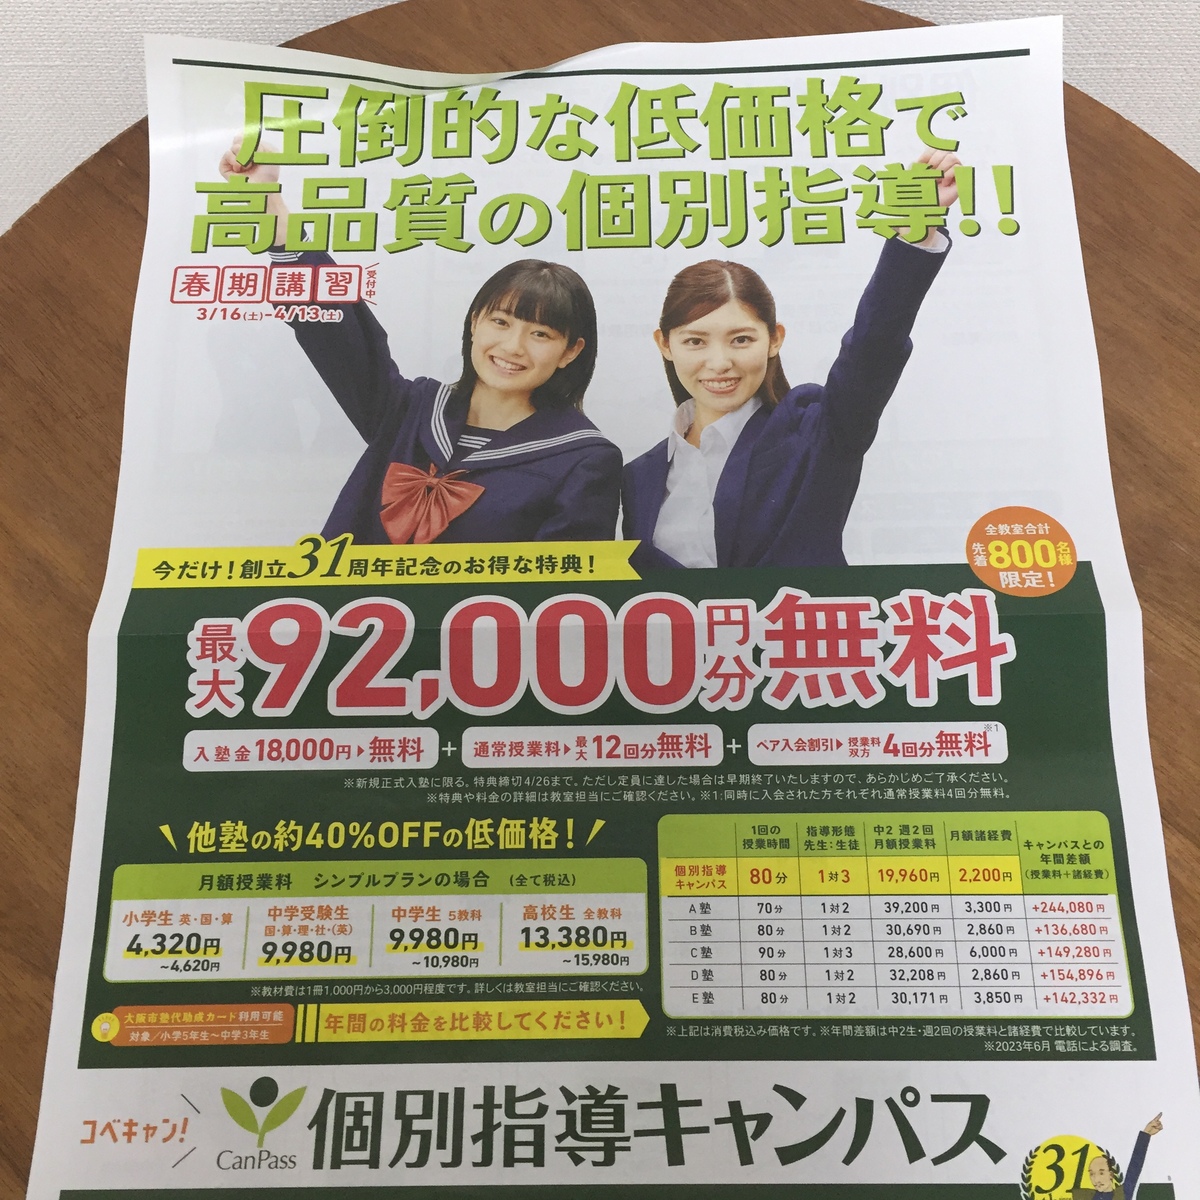 圧倒的な低価格で
高品質の個別指導!!
春期講習 受付中
3/16(土)-4/13(土)
全教室合計
先着800名様
限定!
今だけ!創立31周年記念のお得な特典!
最大92,000円分無料
入塾金18,000円▶無料 + 通常授業料▶最大12回分無料 + ペア入会割引▶授業料双方4回分無料※1
※新規正式入塾に限る。特典締切4/26まで。ただし定員に達した場合は早期終了いたしますので、あらかじめご了承ください。
※特典や料金の詳細は教室担当にご確認ください。※1:同時に入会された方それぞれ通常授業料4回分無料。
\他塾の約40%OFFの低価格!/
月額授業料 シンプルプランの場合 (全て税込)
小学生 英・国・算
4,320円
~4,620円
中学受験生
国・算・理・社・(英)
9,980円
中学生 5教科
9,980円
~10,980円
高校生 全教科
13,380円
~15,980円
※教材費は1冊1,000円から3,000円程度です。詳しくは教室担当にご確認ください。
大阪市塾代助成カード利用可能
対象/小学5年生~中学3年生
年間の料金を比較してください!
1回の授業時間 指導形態先生:生徒 中2 週2回月額授業料 月額諸経費 キャンパスとの年間差額(授業料+諸経費)
個別指導キャンパス 80分 1対3 19,960円 2,200円
A塾 70分 1対2 39,200円 3,300円 +244,080円
B塾 80分 1対2 30,690円 2,860円 +136,680円
C塾 90分 1対3 28,600円 6,000円 +149,280円
D塾 80分 1対2 32,208円 2,860円 +154,896円
E塾 80分 1対2 30,171円 3,850円 +142,332円
※上記は消費税込み価格です。※年間差額は中2生・週2回の授業料と諸経費で比較しています。
※2023年6月 電話による調査。
コベキャン!
CanPass
個別指導キャンパス
31